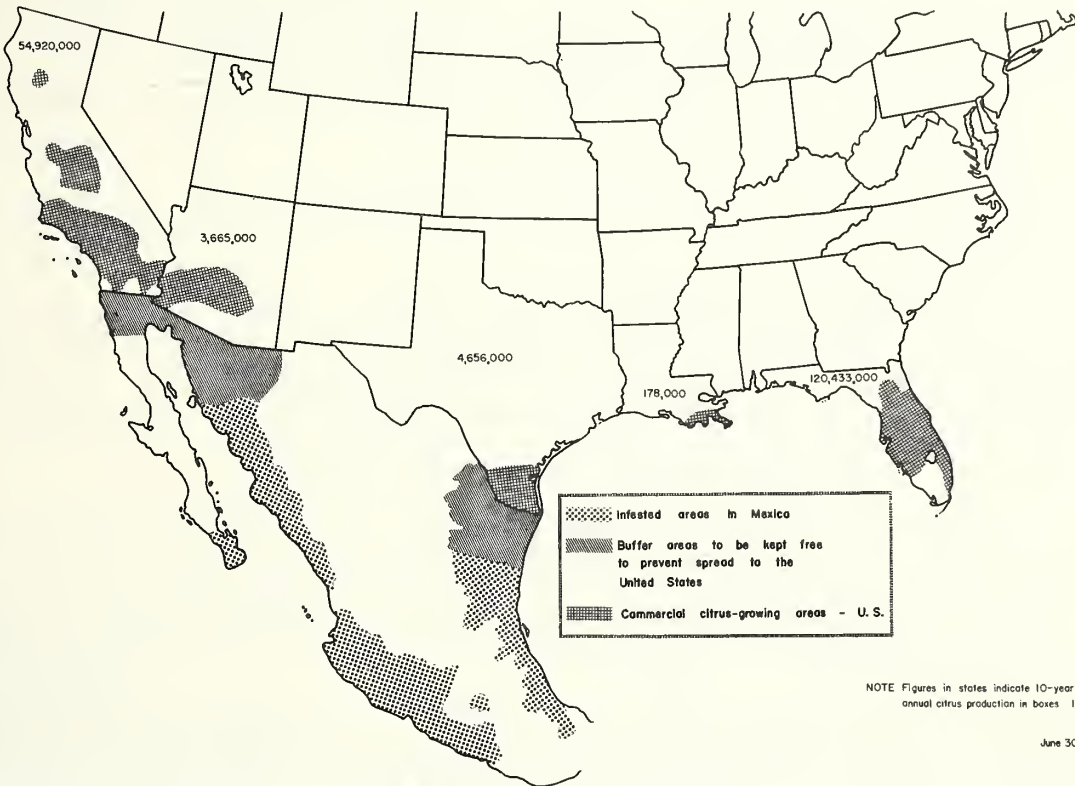 54,920,000
3,665,000
4,656,000
178,000
120,433,000
Infested areas in Mexico
Buffer areas to be kept free
to prevent spread to the
United States
Commercial citrus-growing areas - U. S.
NOTE Figures in states indicate 10-year
annual citrus production in boxes
June 30